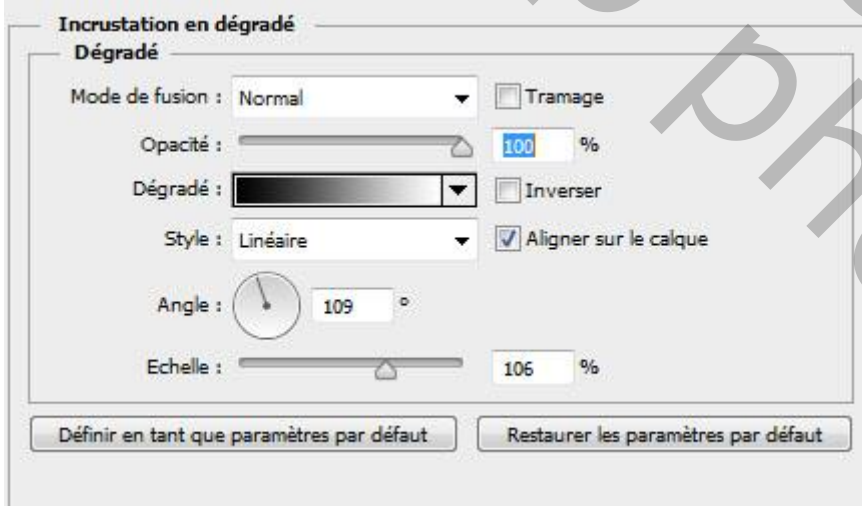 Incrustation en dégradé
Dégradé
Mode de fusion : Normal Tramage
Opacité : 100 %
Dégradé : Inverser
Style : Linéaire Aligner sur le calque
Angle : 109 °
Echelle : 106 %
Définir en tant que paramètres par défaut Restaurer les paramètres par défaut